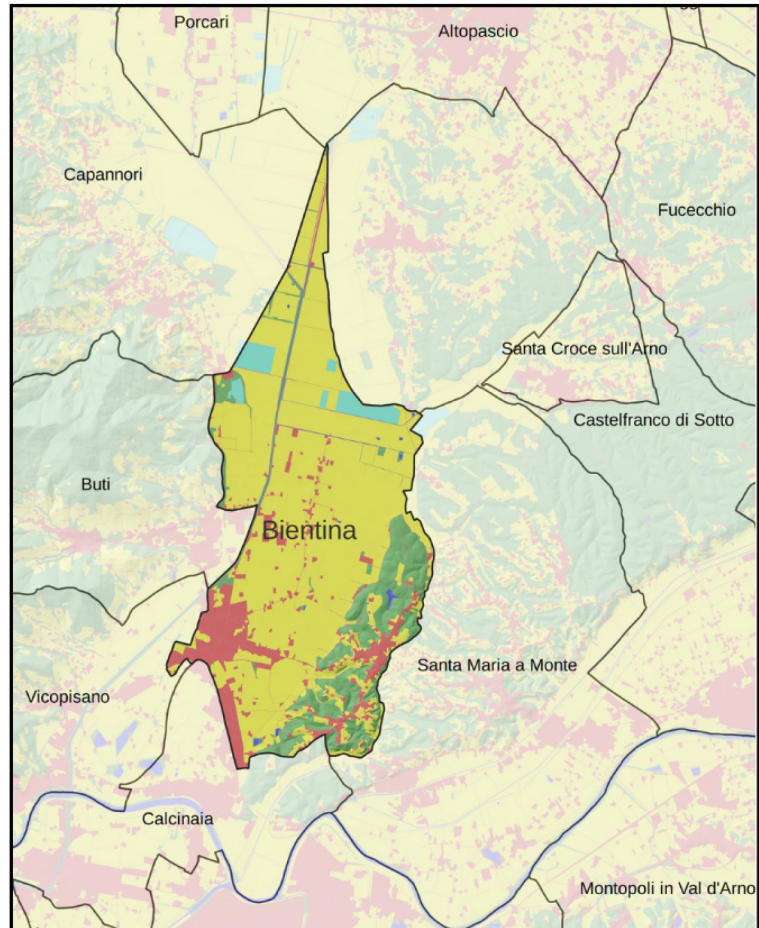 Porcari
Altopascio
Capannori
Fucecchio
Santa Croce sull'Arno
Castelfranco di Sotto
Buti
Bientina
Santa Maria a Monte
Vicopisano
Calcinaia
Montopoli in Val d'Arno